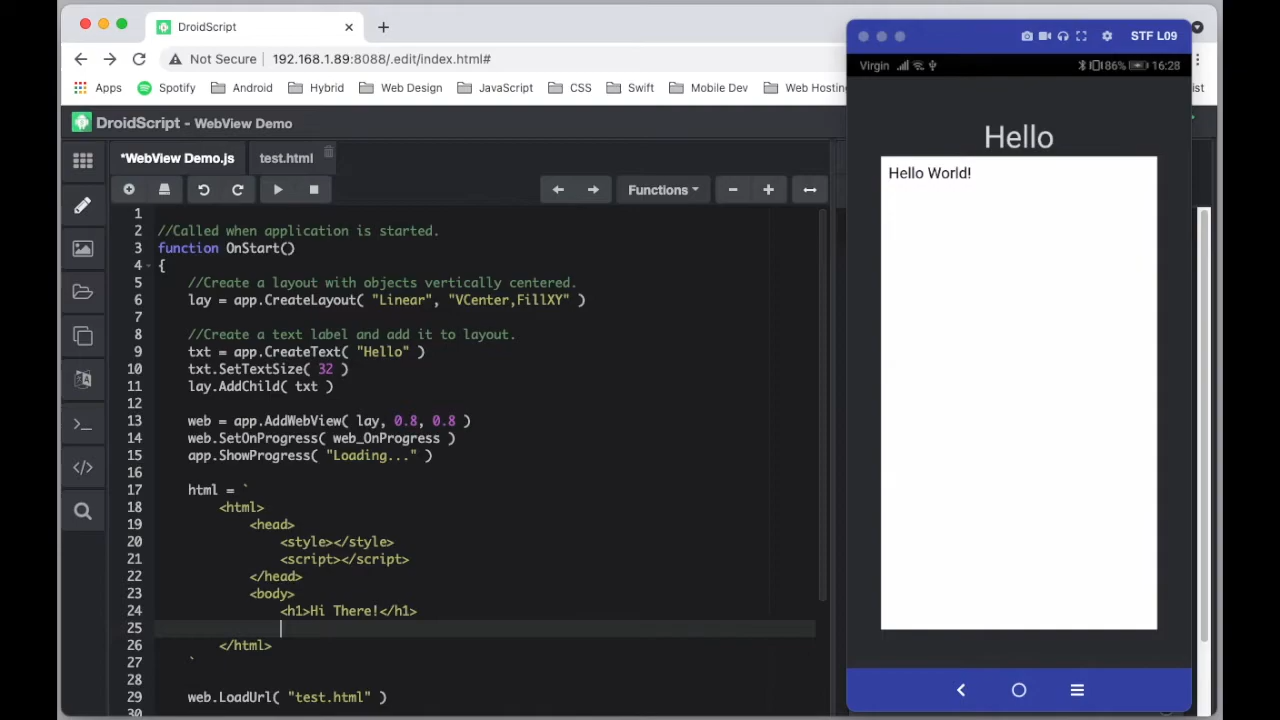 DroidScript
Not Secure 192.168.1.89:8088/.edit/index.html#
Apps Spotify Android Hybrid Web Design JavaScript CSS Swift Mobile Dev Web Hosting
DroidScript - WebView Demo
*WebView Demo.js test.html
Functions
1
2 //Called when application is started.
3 function OnStart()
4 {
5 //Create a layout with objects vertically centered.
6 lay = app.CreateLayout( "Linear", "VCenter,FillXY" )
7
8 //Create a text label and add it to layout.
9 txt = app.CreateText( "Hello" )
10 txt.SetTextSize( 32 )
11 lay.AddChild( txt )
12
13 web = app.AddWebView( lay, 0.8, 0.8 )
14 web.SetOnProgress( web_OnProgress )
15 app.ShowProgress( "Loading..." )
16
17 html = `
18 <html>
19 <head>
20 <style></style>
21 <script></script>
22 </head>
23 <body>
24 <h1>Hi There!</h1>
25
26 </html>
27 `
28
29 web.LoadUrl( "test.html" )
30
STF L09
Virgin 86% 16:28
Hello
Hello World!